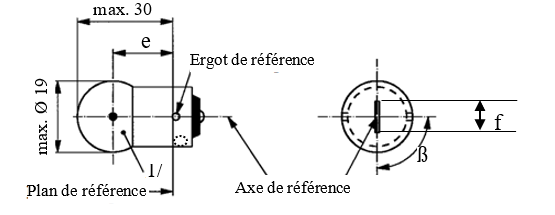 max. 30
e
Ergot de référence
max. Ø 19
f
1/
ß
Plan de référence
Axe de référence